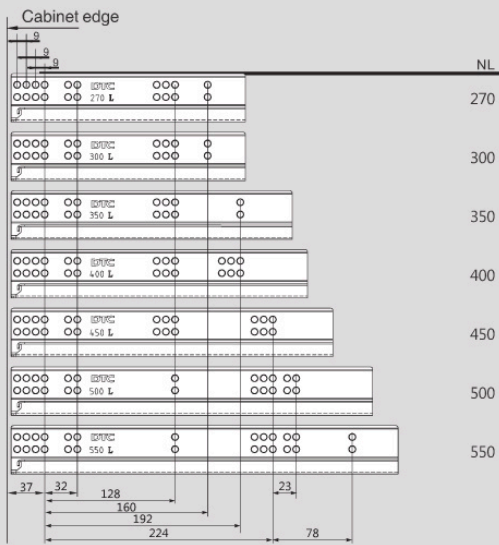 Cabinet edge
9
9
9
NL
DTC
270 L
270
DTC
300 L
300
DTC
350 L
350
DTC
400 L
400
DTC
450 L
450
DTC
500 L
500
DTC
550 L
550
37
32
128
23
160
192
224
78